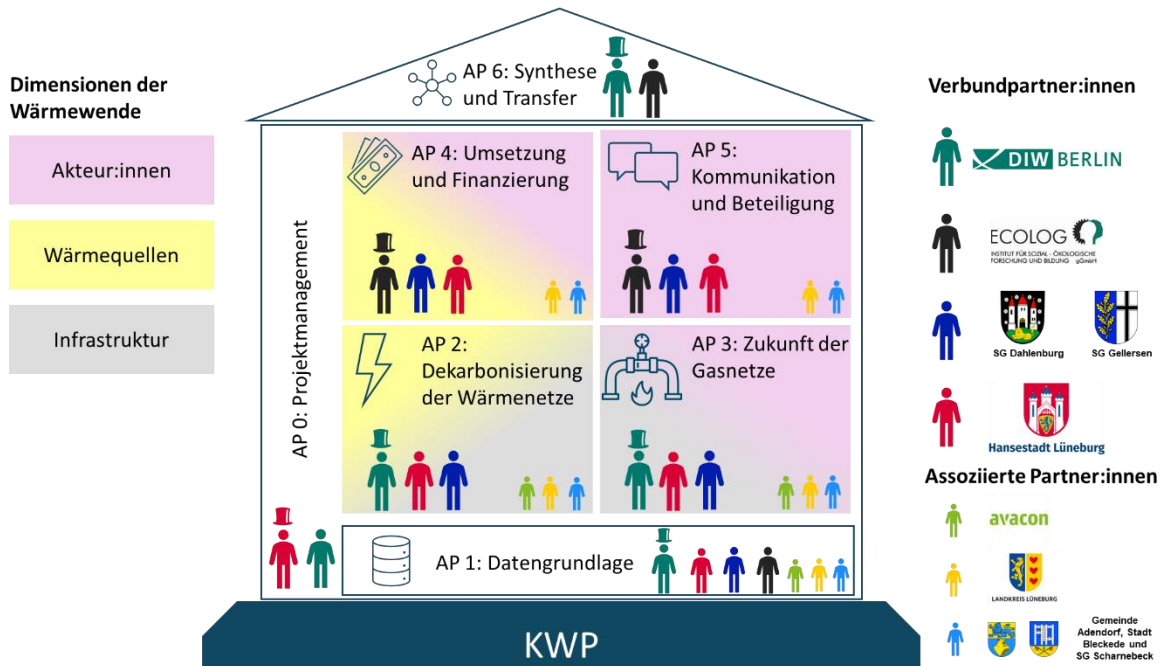 Dimensionen der
Wärmewende
Akteur:innen
Wärmequellen
Infrastruktur
AP 6: Synthese
und Transfer
AP 0: Projektmanagement
AP 4: Umsetzung
und Finanzierung
AP 5:
Kommunikation
und Beteiligung
AP 2:
Dekarbonisierung
der Wärmenetze
AP 3: Zukunft der
Gasnetze
AP 1: Datengrundlage
KWP
Verbundpartner:innen
DIW BERLIN
ECOLOG
INSTITUT FÜR SOZIAL - ÖKOLOGISCHE
FORSCHUNG UND BILDUNG gGmbH
SG Dahlenburg
SG Gellersen
Hansestadt Lüneburg
Assoziierte Partner:innen
avacon
LANDKREIS LÜNEBURG
Gemeinde
Adendorf, Stadt
Bleckede und
SG Scharnebeck